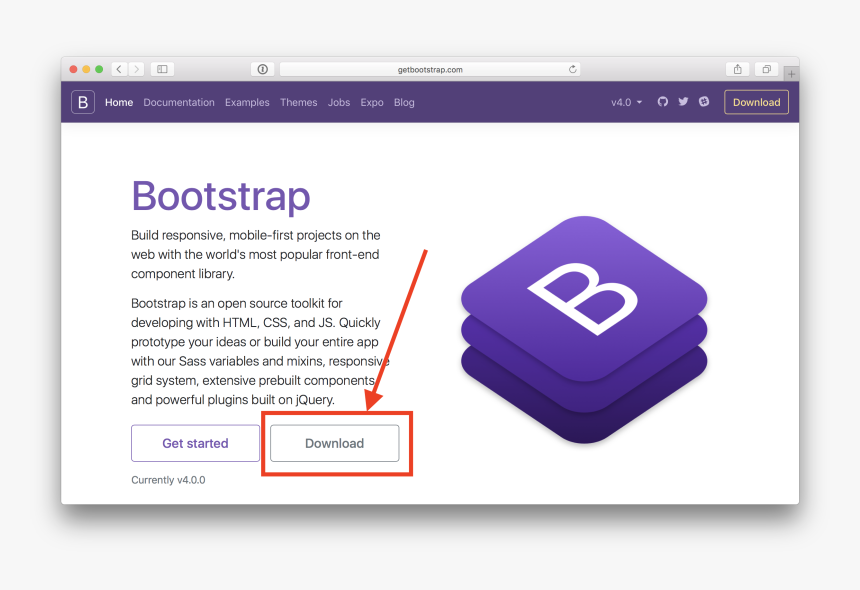 getbootstrap.com
B Home Documentation Examples Themes Jobs Expo Blog v4.0 Download
Bootstrap
Build responsive, mobile-first projects on the
web with the world's most popular front-end
component library.
Bootstrap is an open source toolkit for
developing with HTML, CSS, and JS. Quickly
prototype your ideas or build your entire app
with our Sass variables and mixins, responsive
grid system, extensive prebuilt components,
and powerful plugins built on jQuery.
B
Get started Download
Currently v4.0.0